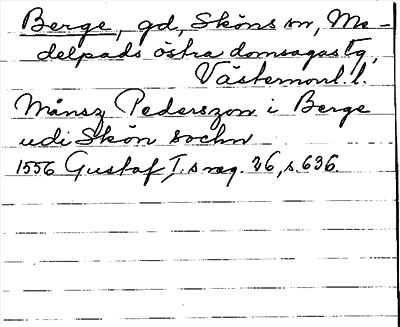 Berge, gd, Sköns sn, Me-
delpads östra domsagas tg,
Västernorrl. l.
Månsz Pederszon i Berge
udi Skön sochn
1556 Gustaf I.s reg. 26, s. 636.